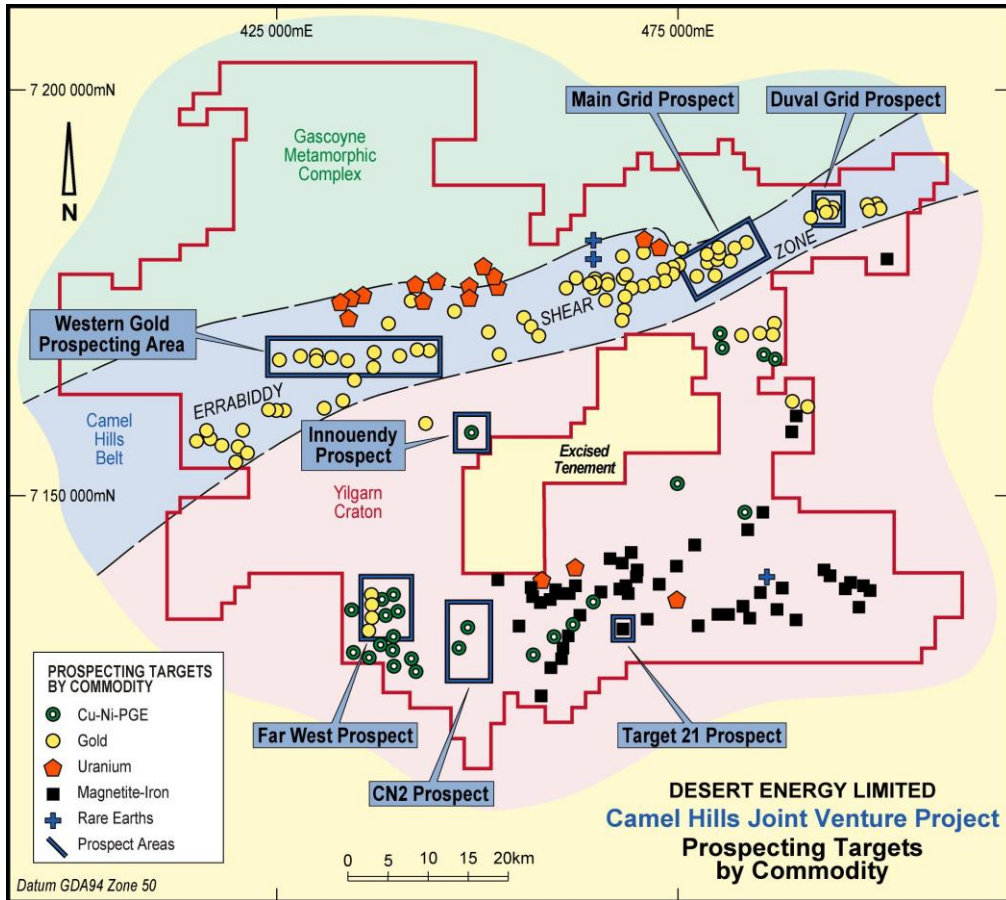 425 000mE
475 000mE
7 200 000mN
Main Grid Prospect
Duval Grid Prospect
Gascoyne
Metamorphic
Complex
N
ZONE
SHEAR
Western Gold
Prospecting Area
ERRABIDDY
Camel
Hills
Belt
Innouendy
Prospect
Excised
Tenement
7 150 000mN
Yilgarn
Craton
PROSPECTING TARGETS
BY COMMODITY
Cu-Ni-PGE
Gold
Uranium
Magnetite-Iron
Rare Earths
Prospect Areas
Far West Prospect
Target 21 Prospect
CN2 Prospect
DESERT ENERGY LIMITED
Camel Hills Joint Venture Project
Prospecting Targets
by Commodity
0 5 10 15 20km
Datum GDA94 Zone 50